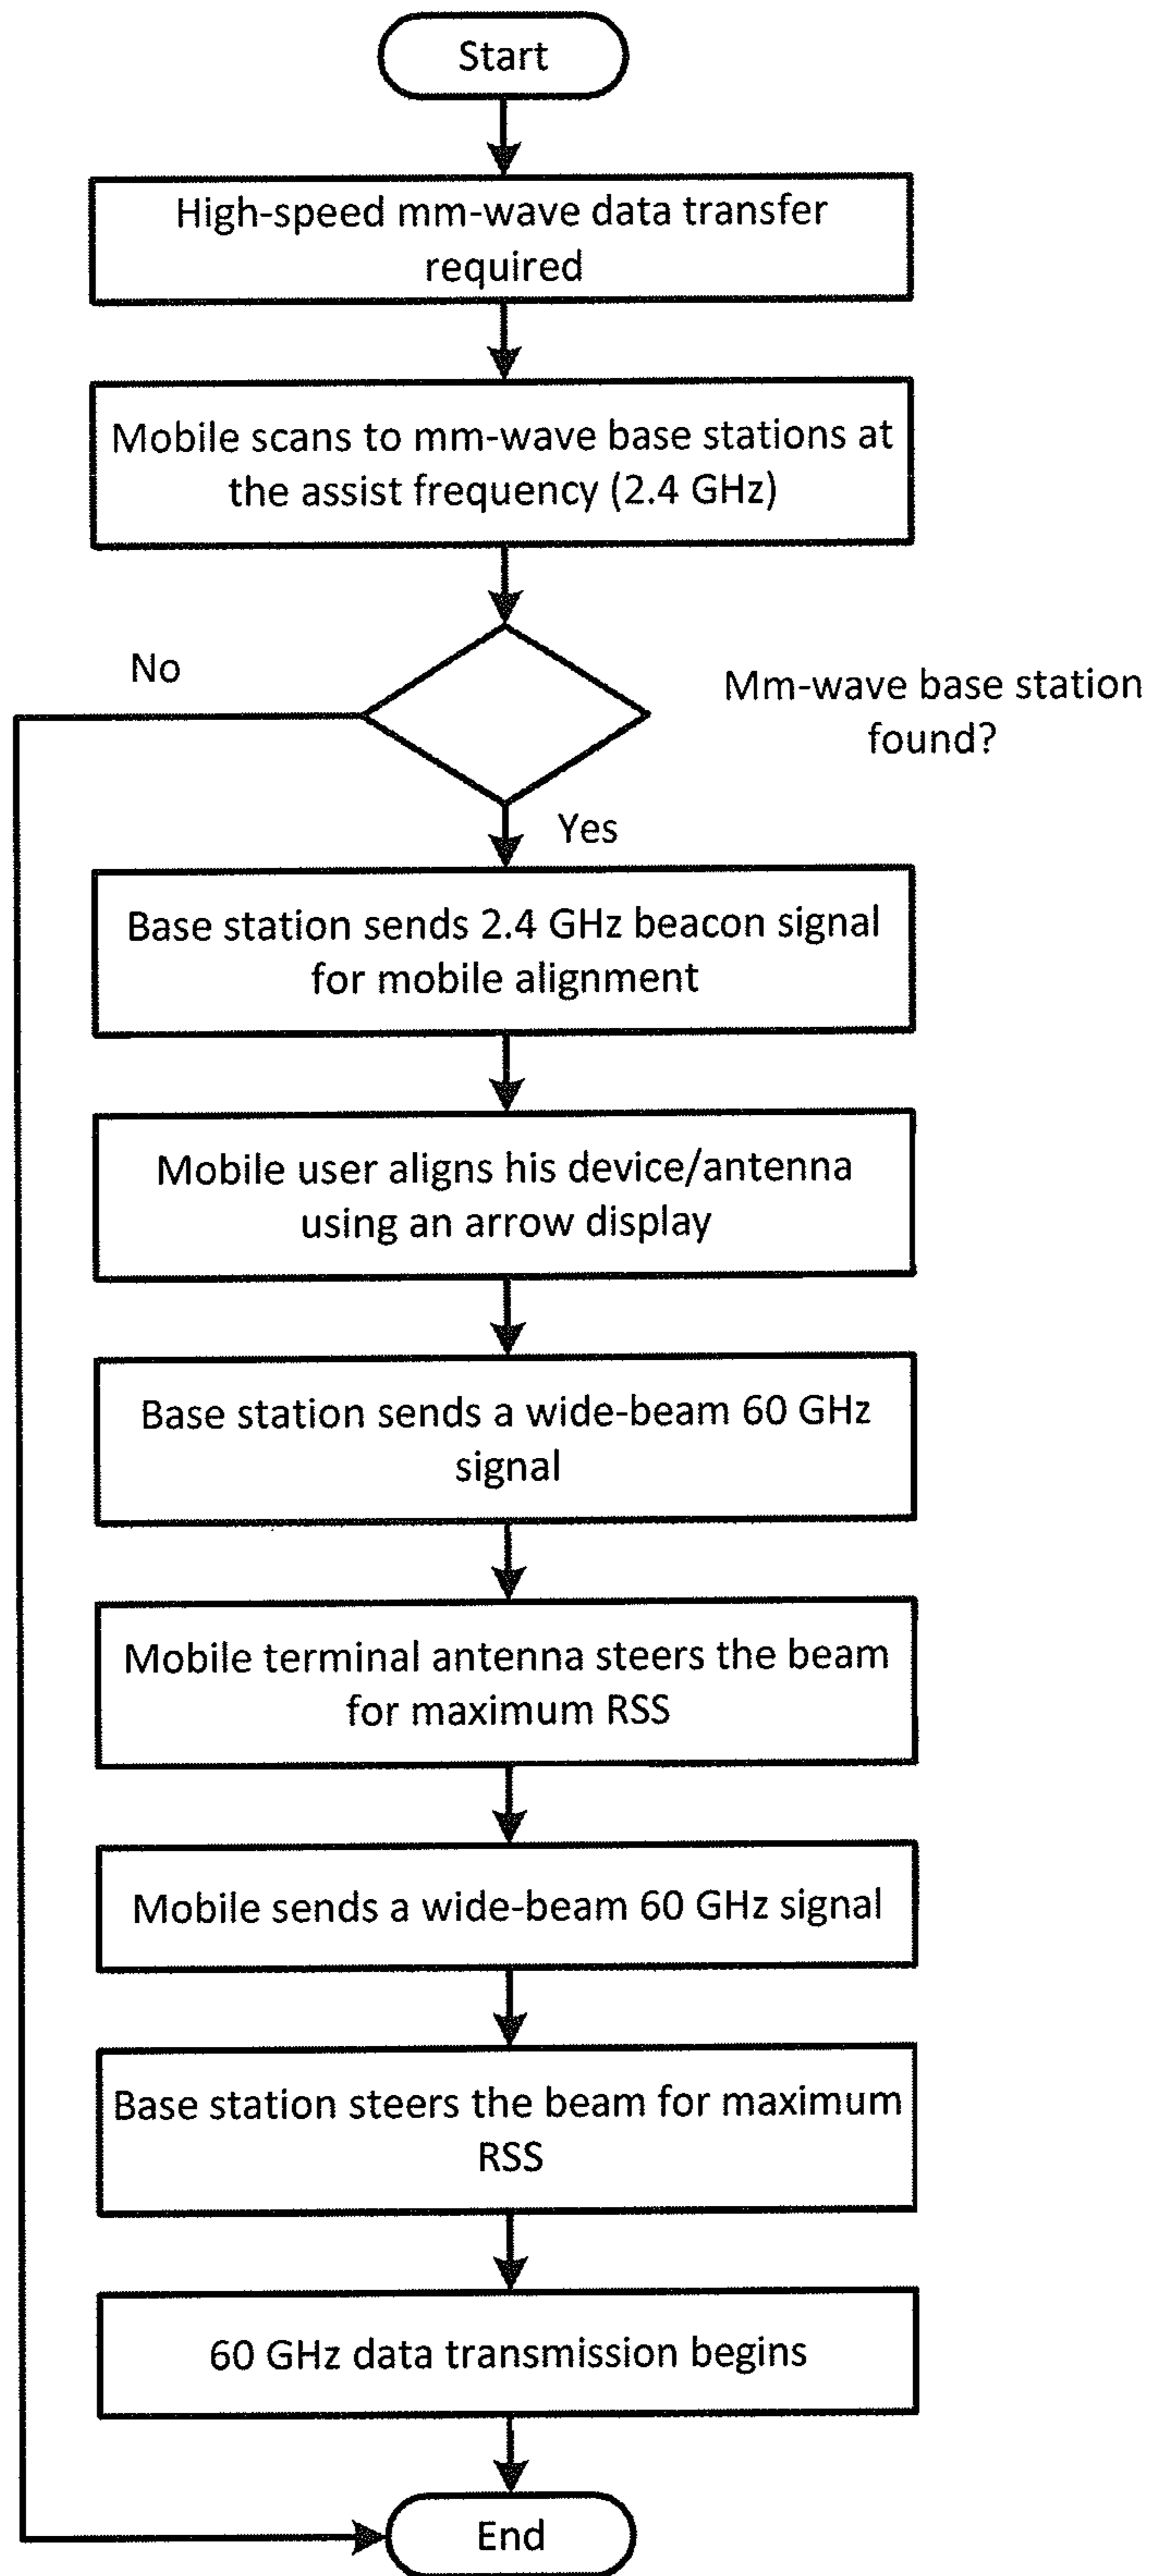 Start
High-speed mm-wave data transfer
required
Mobile scans to mm-wave base stations at
the assist frequency (2.4 GHz)
No
Mm-wave base station
found?
Yes
Base station sends 2.4 GHz beacon signal
for mobile alignment
Mobile user aligns his device/antenna
using an arrow display
Base station sends a wide-beam 60 GHz
signal
Mobile terminal antenna steers the beam
for maximum RSS
Mobile sends a wide-beam 60 GHz signal
Base station steers the beam for maximum
RSS
60 GHz data transmission begins
End